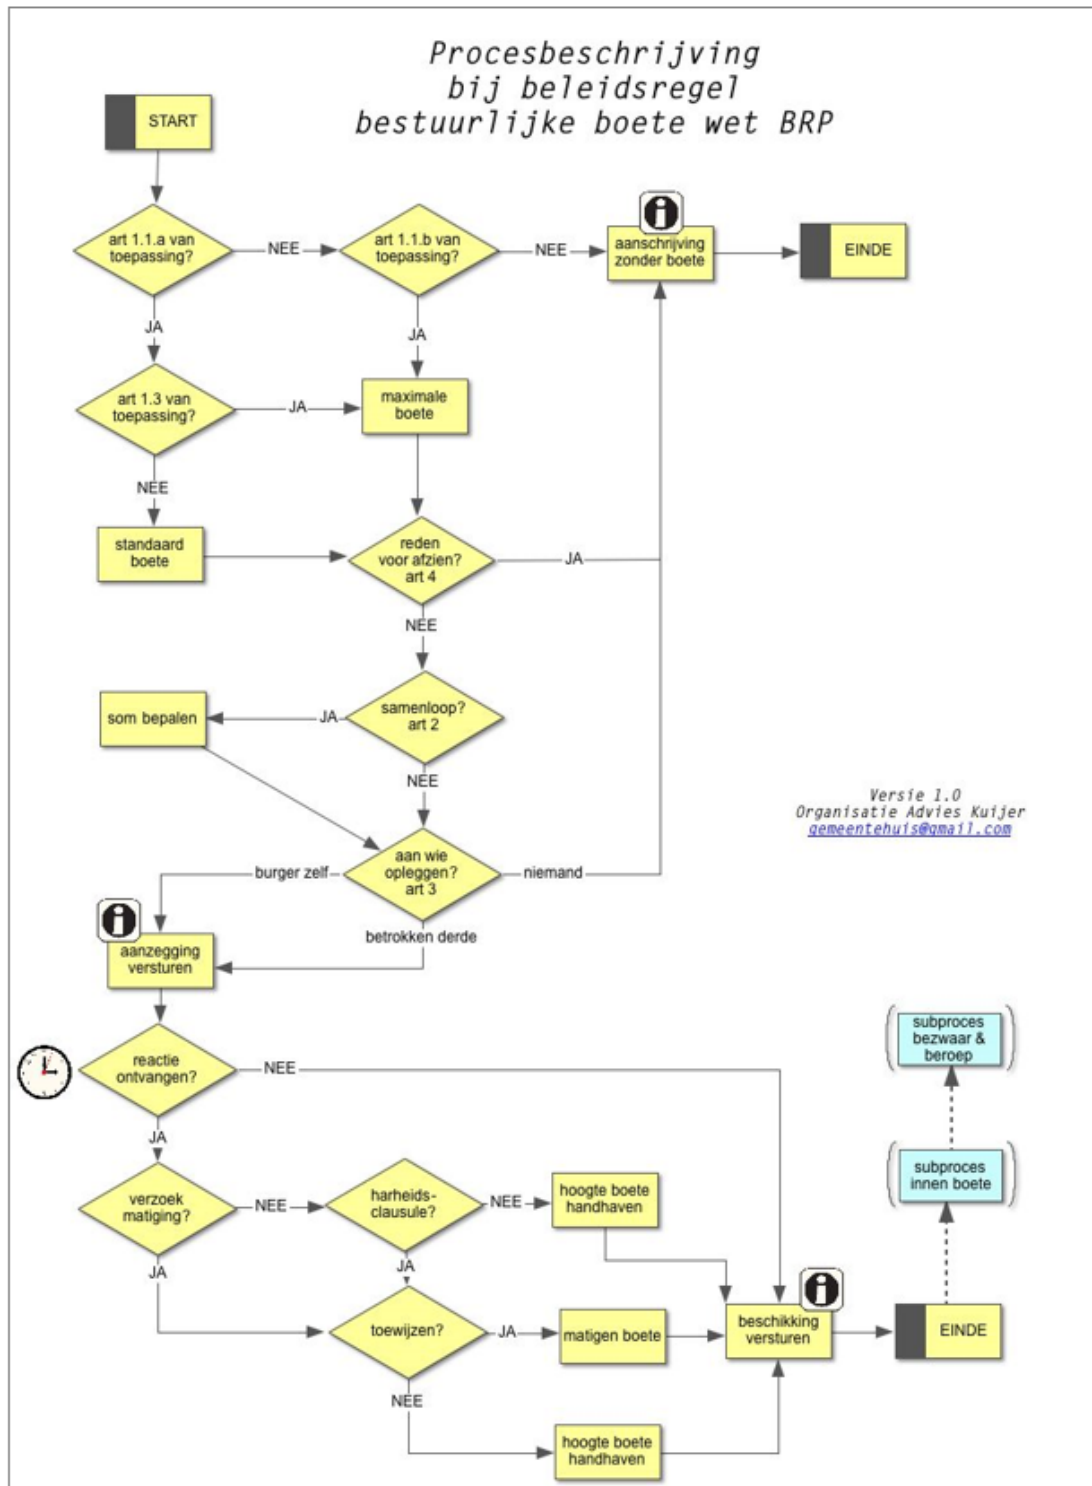 Procesbeschrijving
bij beleidsregel
bestuurlijke boete wet BRP
START
art 1.1.a van
toepassing?
NEE
art 1.1.b van
toepassing?
NEE
aanschrijving
zonder boete
EINDE
JA
JA
art 1.3 van
toepassing?
JA
maximale
boete
NEE
standaard
boete
reden
voor afzien?
art 4
JA
NEE
som bepalen
JA
samenloop?
art 2
NEE
Versie 1.0
Organisatie Advies Kuijer
gemeentehuis@gmail.com
burger zelf
aan wie
opleggen?
art 3
niemand
betrokken derde
aanzegging
versturen
reactie
ontvangen?
NEE
subproces
bezwaar &
beroep
JA
verzoek
matiging?
NEE
harheids-
clausule?
NEE
hoogte boete
handhaven
subproces
innen boete
JA
JA
toewijzen?
JA
matigen boete
beschikking
versturen
EINDE
NEE
hoogte boete
handhaven